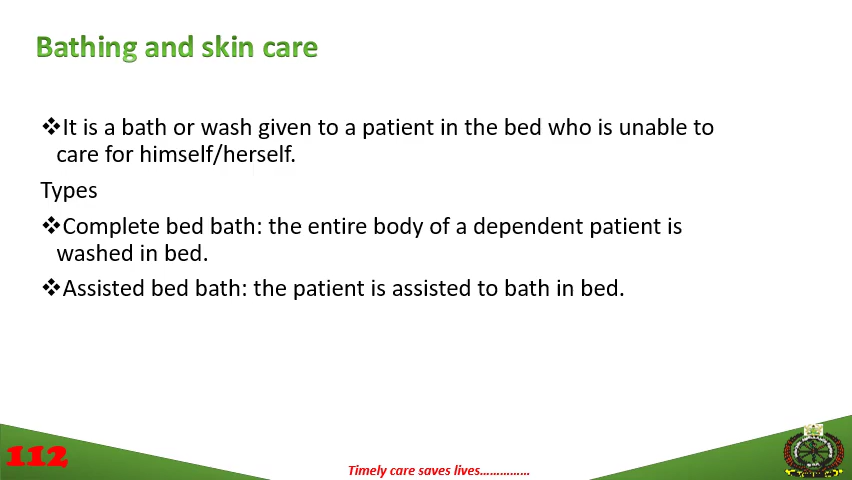 Bathing and skin care
❖It is a bath or wash given to a patient in the bed who is unable to
care for himself/herself.
Types
❖Complete bed bath: the entire body of a dependent patient is
washed in bed.
❖Assisted bed bath: the patient is assisted to bath in bed.
112
Timely care saves lives……………